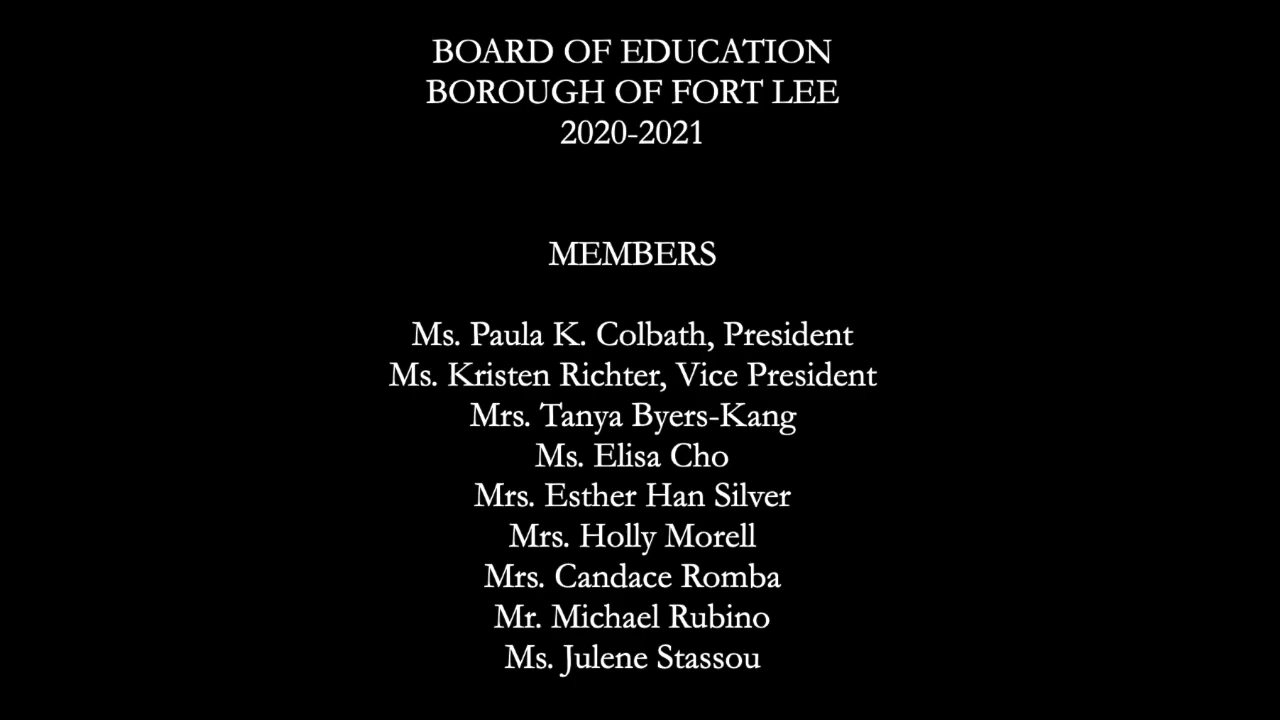 BOARD OF EDUCATION
BOROUGH OF FORT LEE
2020-2021
MEMBERS
Ms. Paula K. Colbath, President
Ms. Kristen Richter, Vice President
Mrs. Tanya Byers-Kang
Ms. Elisa Cho
Mrs. Esther Han Silver
Mrs. Holly Morell
Mrs. Candace Romba
Mr. Michael Rubino
Ms. Julene Stassou